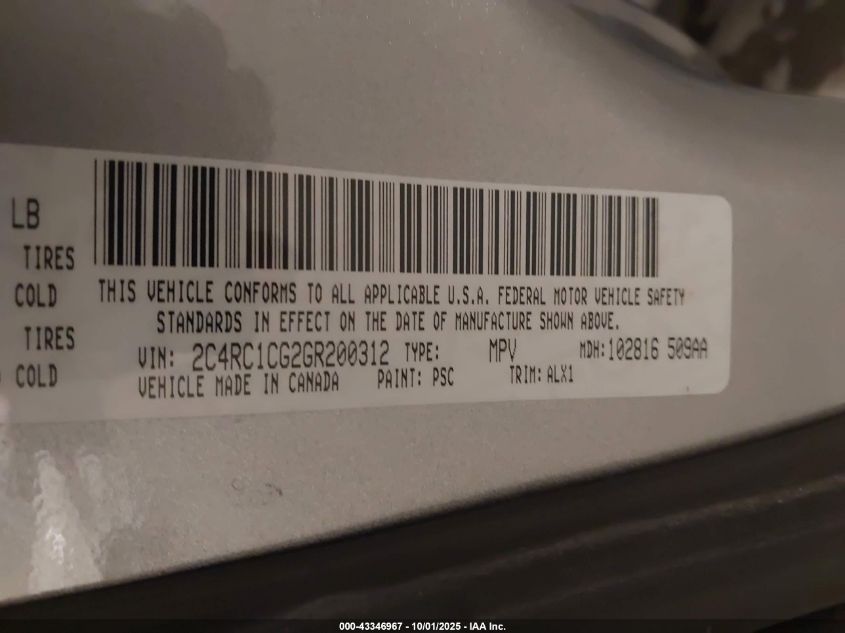 LB
TIRES
COLD
TIRES
COLD
THIS VEHICLE CONFORMS TO ALL APPLICABLE U.S.A. FEDERAL MOTOR VEHICLE SAFETY
STANDARDS IN EFFECT ON THE DATE OF MANUFACTURE SHOWN ABOVE.
VIN: 2C4RC1CG2GR200312 TYPE: MPV MDH:102816 509AA
VEHICLE MADE IN CANADA PAINT: PSC TRIM: ALX1
000-43346967 - 10/01/2025 - IAA Inc.